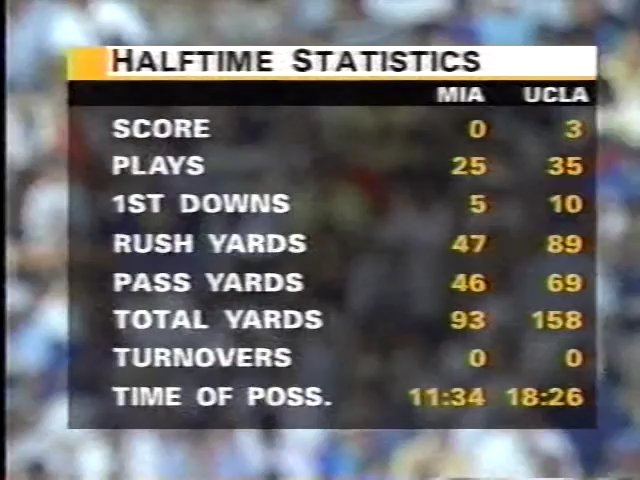 HALFTIME STATISTICS
MIA UCLA
SCORE 0 3
PLAYS 25 35
1ST DOWNS 5 10
RUSH YARDS 47 89
PASS YARDS 46 69
TOTAL YARDS 93 158
TURNOVERS 0 0
TIME OF POSS. 11:34 18:26